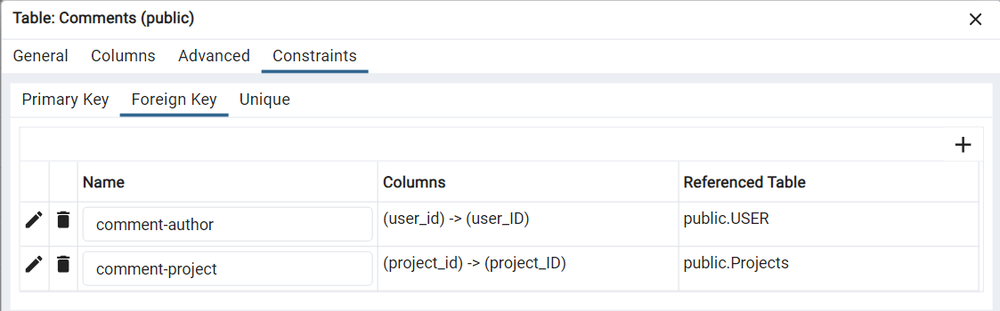 Table: Comments (public)
General Columns Advanced Constraints
Primary Key Foreign Key Unique
Name Columns Referenced Table
comment-author (user_id) -> (user_ID) public.USER
comment-project (project_id) -> (project_ID) public.Projects